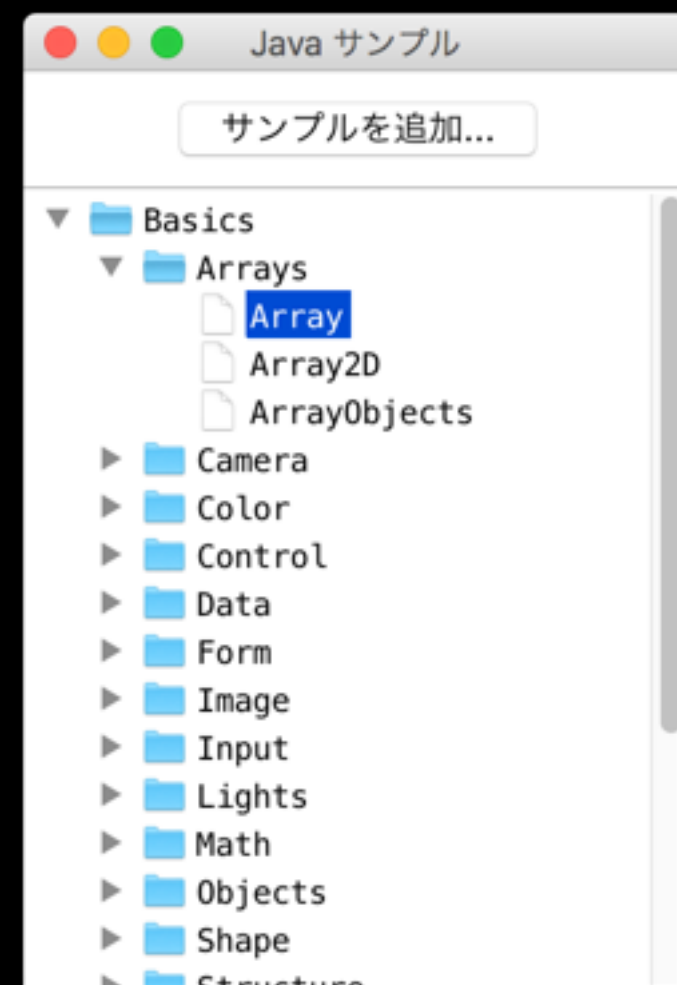 Java サンプル
サンプルを追加...
Basics
Arrays
Array
Array2D
ArrayObjects
Camera
Color
Control
Data
Form
Image
Input
Lights
Math
Objects
Shape
Structure